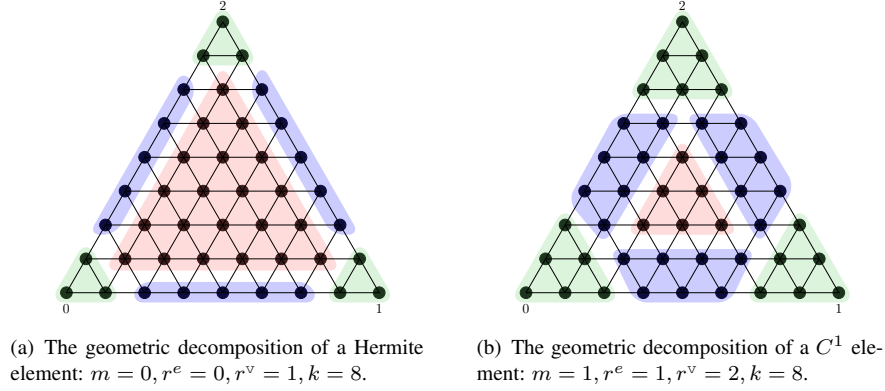 2
0
1
2
0
1
(a) The geometric decomposition of a Hermite
element: m = 0, r^e = 0, r^v = 1, k = 8.
(b) The geometric decomposition of a C^1 ele-
ment: m = 1, r^e = 1, r^v = 2, k = 8.